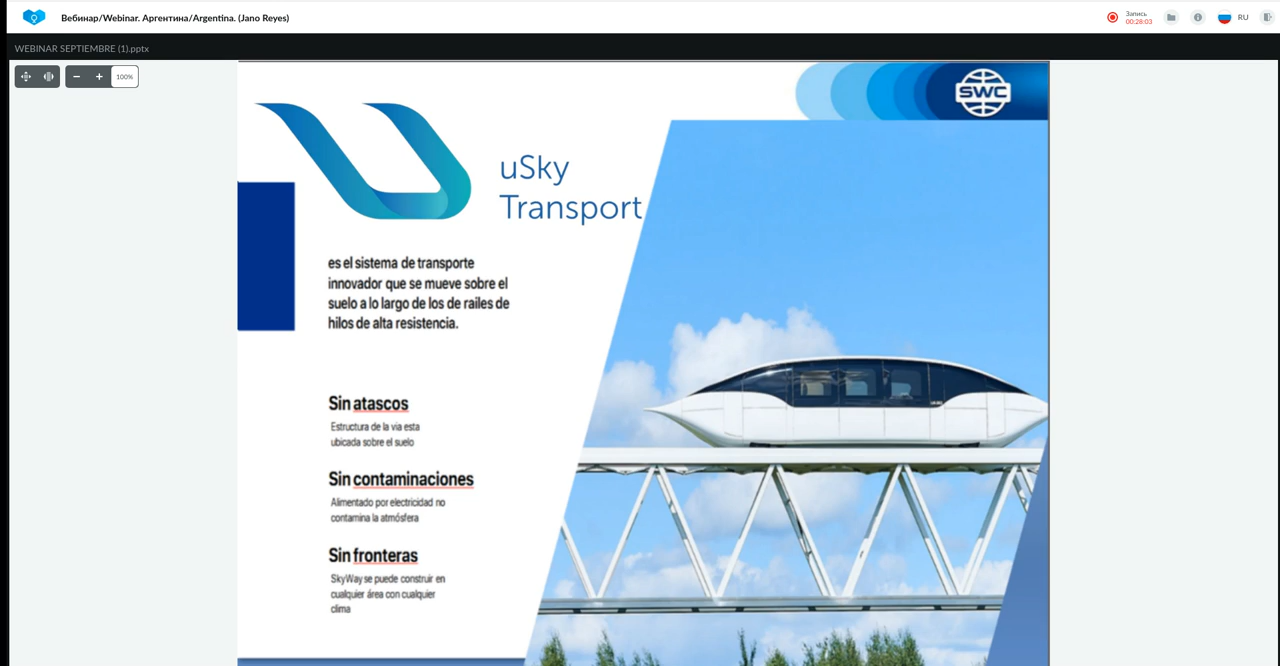 Вебинар/Webinar. Аргентина/Argentina. (Jano Reyes)
Запись
00:28:03
RU
WEBINAR SEPTIEMBRE (1).pptx
100%
SWC
uSky
Transport
es el sistema de transporte
innovador que se mueve sobre el
suelo a lo largo de los de railes de
hilos de alta resistencia.
Sin atascos
Estructura de la via esta
ubicada sobre el suelo
Sin contaminaciones
Alimentado por electricidad no
contamina la atmósfera
Sin fronteras
SkyWay se puede construir en
cualquier área con cualquier
clima